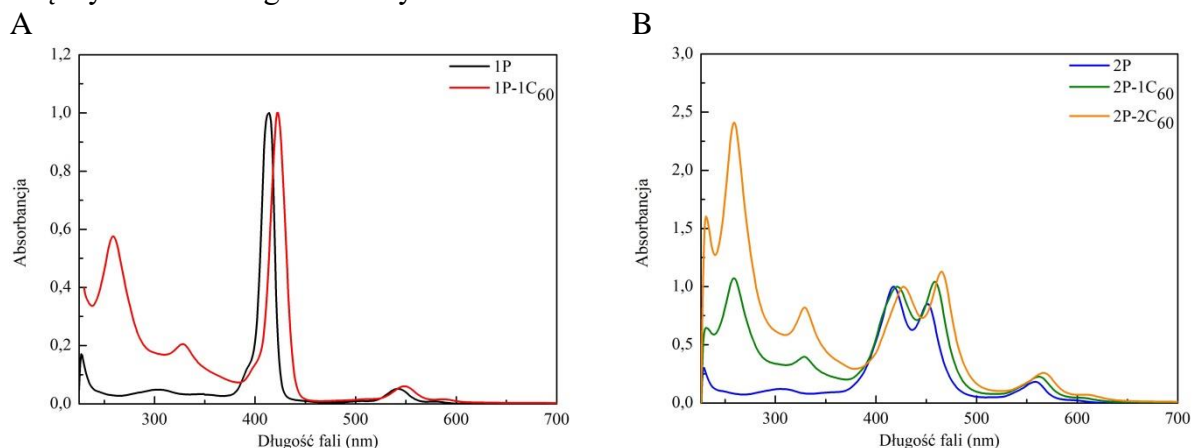 A
B
1,2
1,0
0,8
0,6
0,4
0,2
0,0
Absorbancja
1P
1P-1C60
300
400
500
600
700
Długość fali (nm)
3,0
2,5
2,0
1,5
1,0
0,5
0,0
Absorbancja
2P
2P-1C60
2P-2C60
300
400
500
600
700
Długość fali (nm)